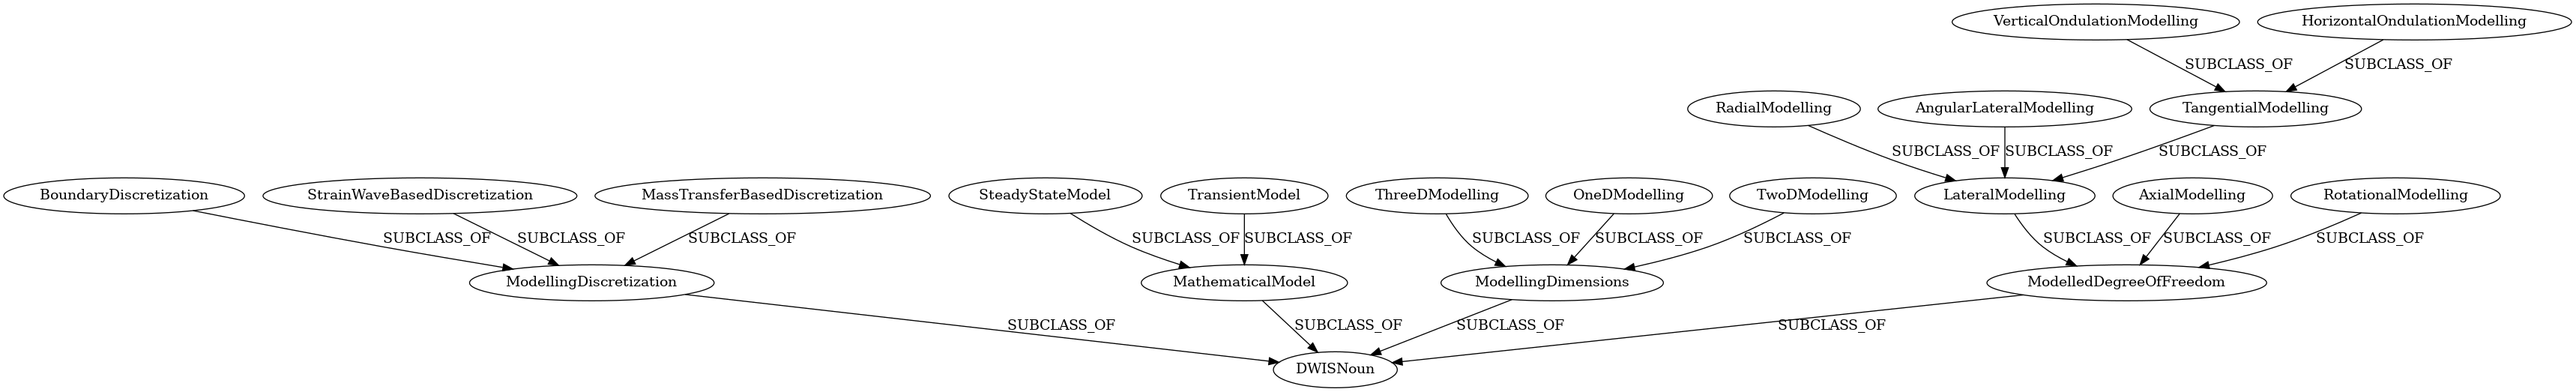 VerticalOndulationModelling
HorizontalOndulationModelling
SUBCLASS_OF
SUBCLASS_OF
RadialModelling
AngularLateralModelling
TangentialModelling
SUBCLASS_OF
SUBCLASS_OF
SUBCLASS_OF
BoundaryDiscretization
StrainWaveBasedDiscretization
MassTransferBasedDiscretization
SteadyStateModel
TransientModel
ThreeDModelling
OneDModelling
TwoDModelling
LateralModelling
AxialModelling
RotationalModelling
SUBCLASS_OF
SUBCLASS_OF
SUBCLASS_OF
SUBCLASS_OF
SUBCLASS_OF
SUBCLASS_OF
SUBCLASS_OF
SUBCLASS_OF
SUBCLASS_OF
SUBCLASS_OF
SUBCLASS_OF
ModellingDiscretization
MathematicalModel
ModellingDimensions
ModelledDegreeOfFreedom
SUBCLASS_OF
SUBCLASS_OF
SUBCLASS_OF
SUBCLASS_OF
DWISNoun